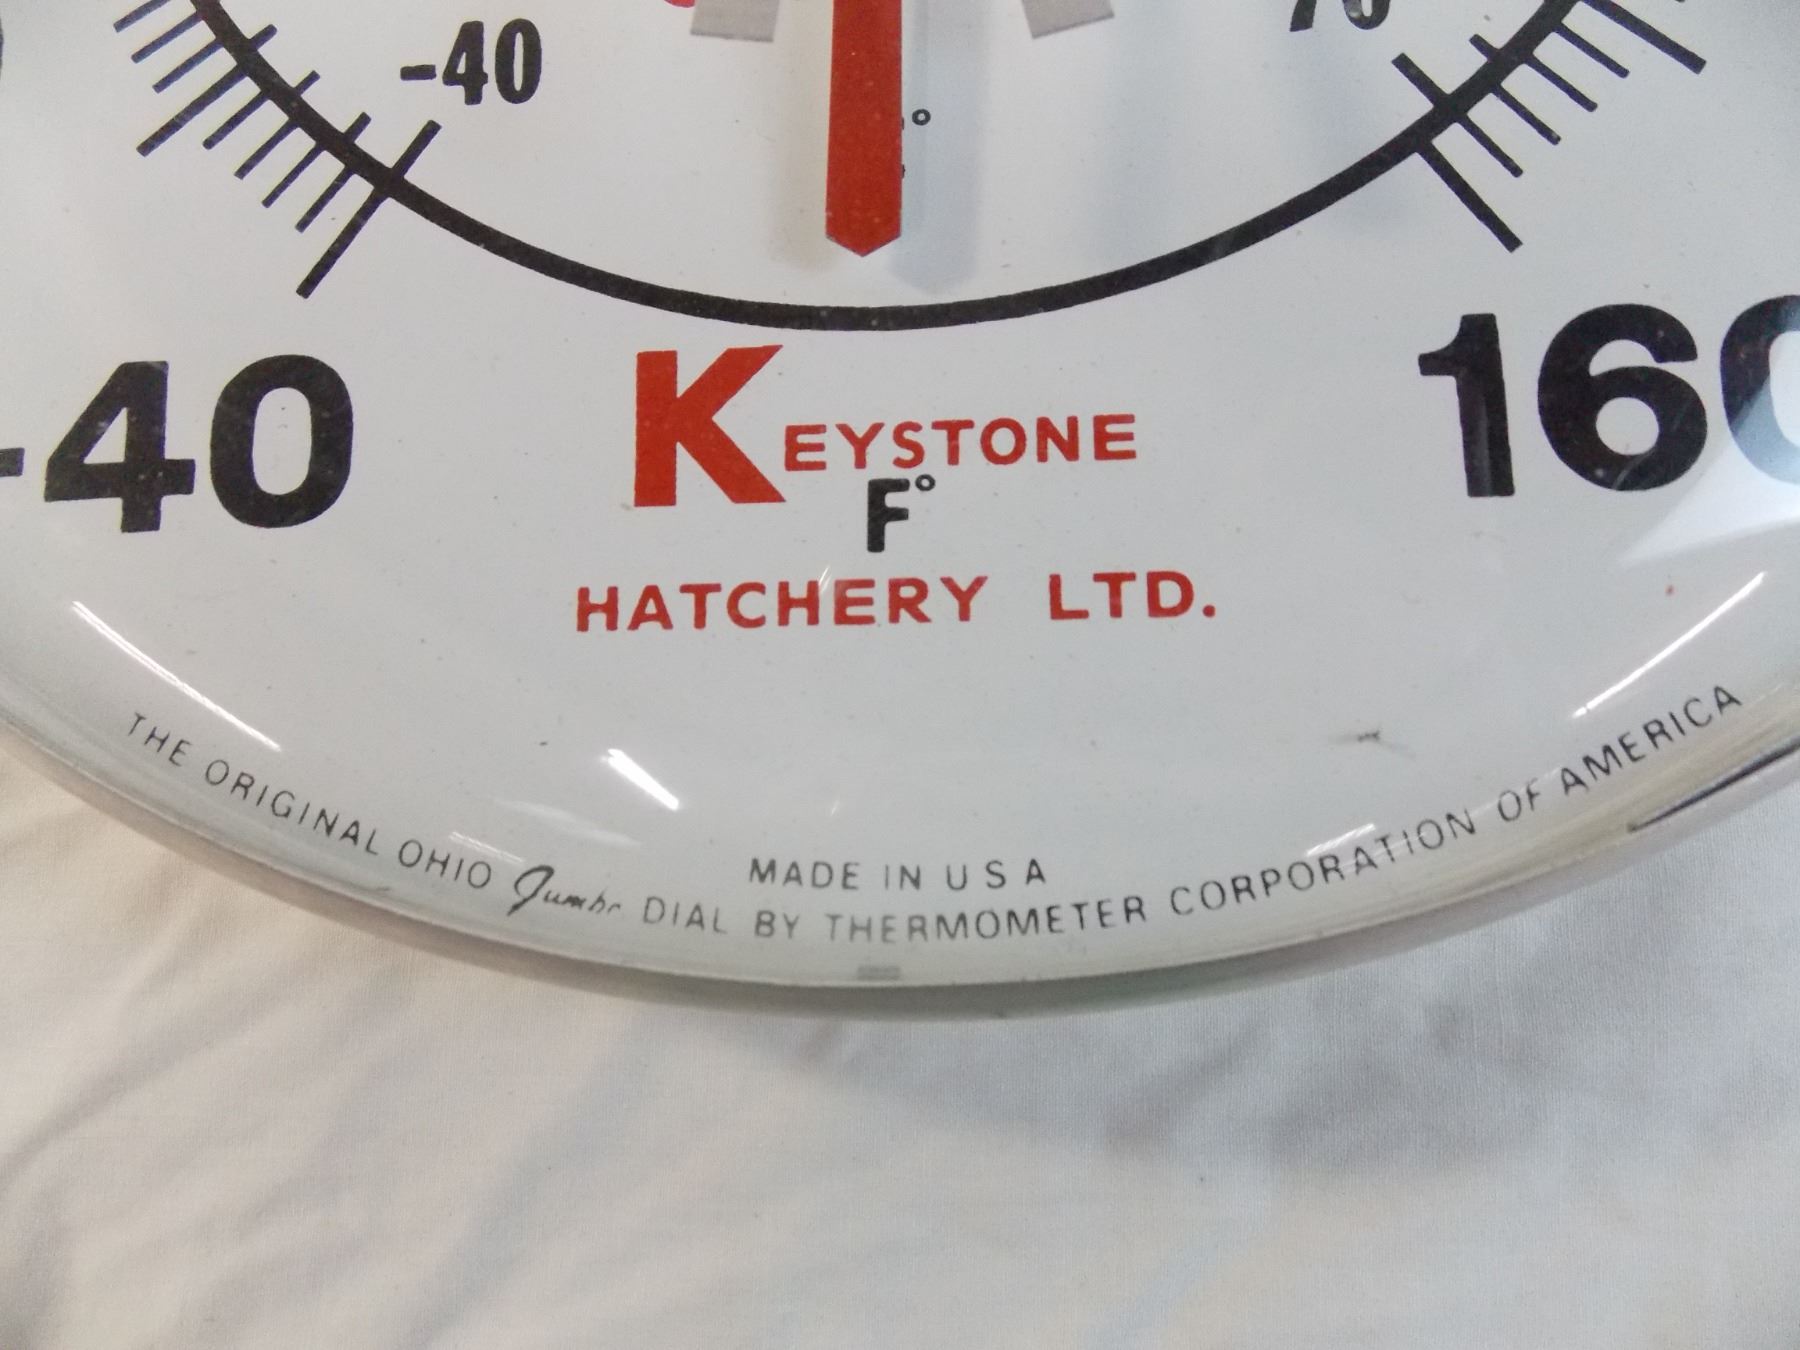 -40 70
°
-40 160
KEYSTONE
F°
HATCHERY LTD.
MADE IN USA
THE ORIGINAL OHIO Jumbo DIAL BY THERMOMETER CORPORATION OF AMERICA